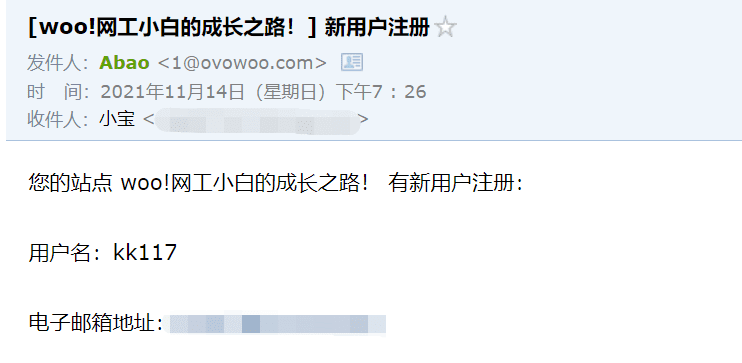 [woo!网工小白的成长之路！] 新用户注册
发件人：Abao <1@ovowoo.com>
时　间：2021年11月14日（星期日）下午7：26
收件人：小宝 < >
您的站点 woo!网工小白的成长之路！ 有新用户注册：
用户名：kk117
电子邮箱地址：